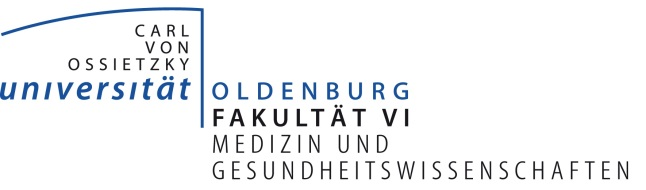 CARL
VON
OSSIETZKY
universität OLDENBURG
FAKULTÄT VI
MEDIZIN UND
GESUNDHEITSWISSENSCHAFTEN